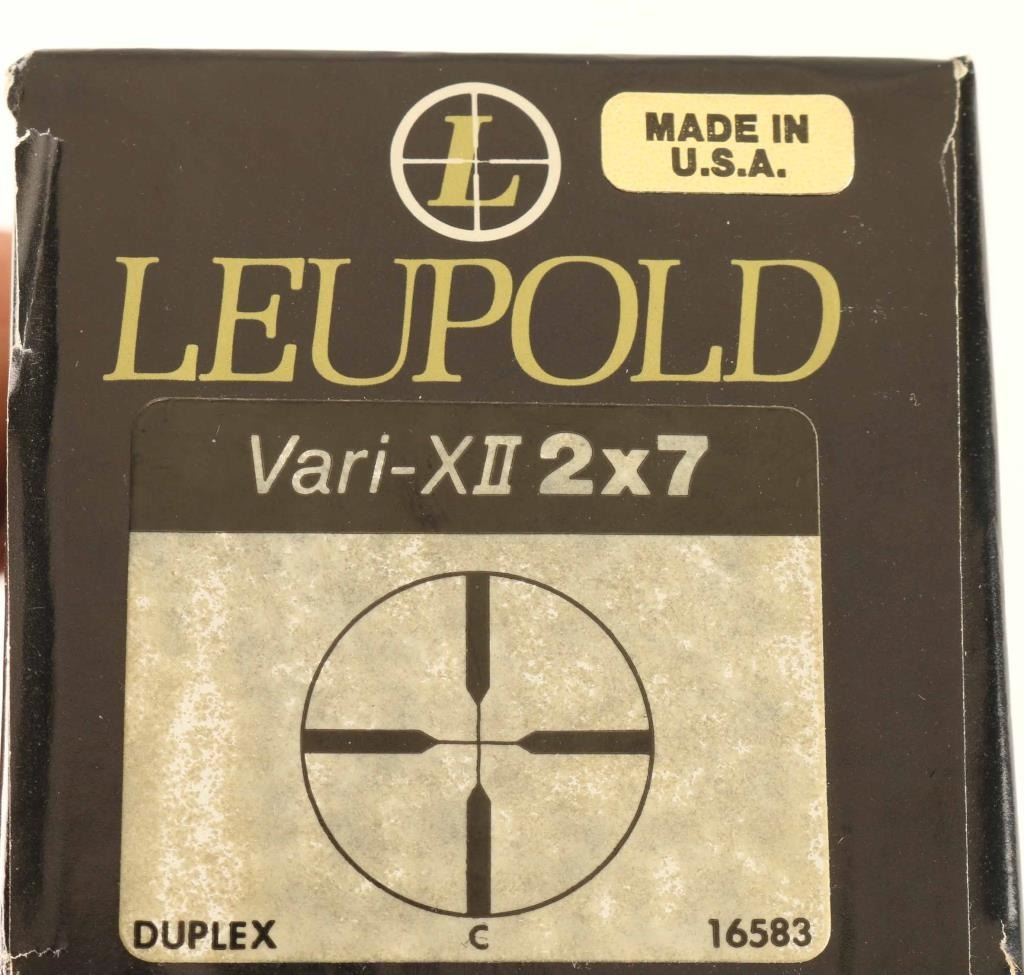 L
MADE IN
U.S.A.
LEUPOLD
Vari-XII 2x7
DUPLEX C 16583